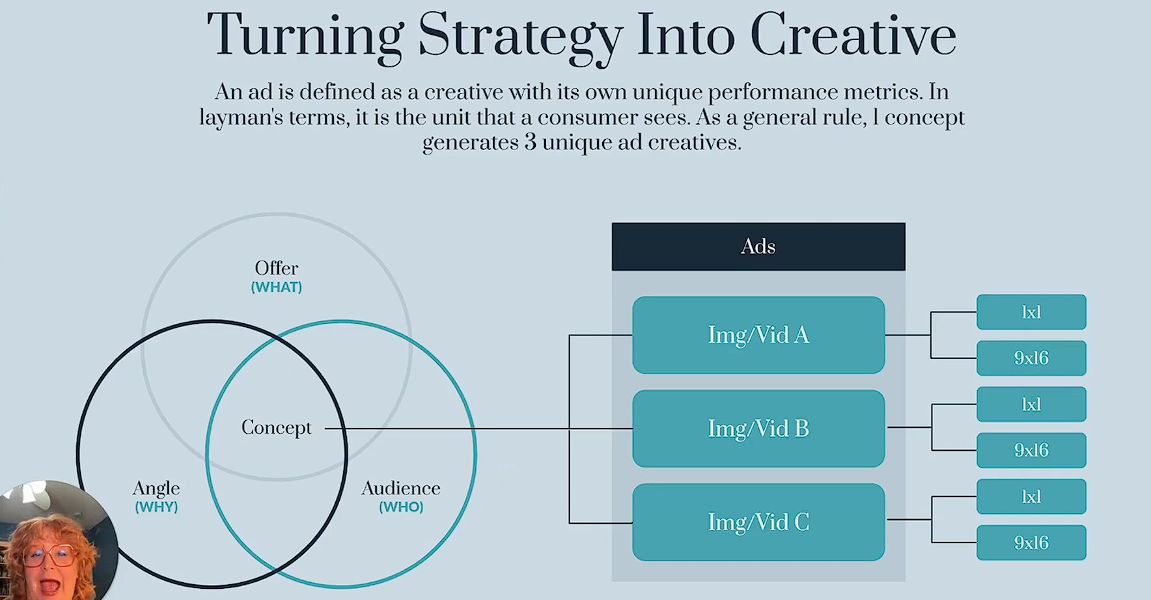 Turning Strategy Into Creative
An ad is defined as a creative with its own unique performance metrics. In
layman's terms, it is the unit that a consumer sees. As a general rule, 1 concept
generates 3 unique ad creatives.
Offer
(WHAT)
Concept
Angle
(WHY)
Audience
(WHO)
Ads
Img/Vid A
1x1
9x16
Img/Vid B
1x1
9x16
Img/Vid C
1x1
9x16